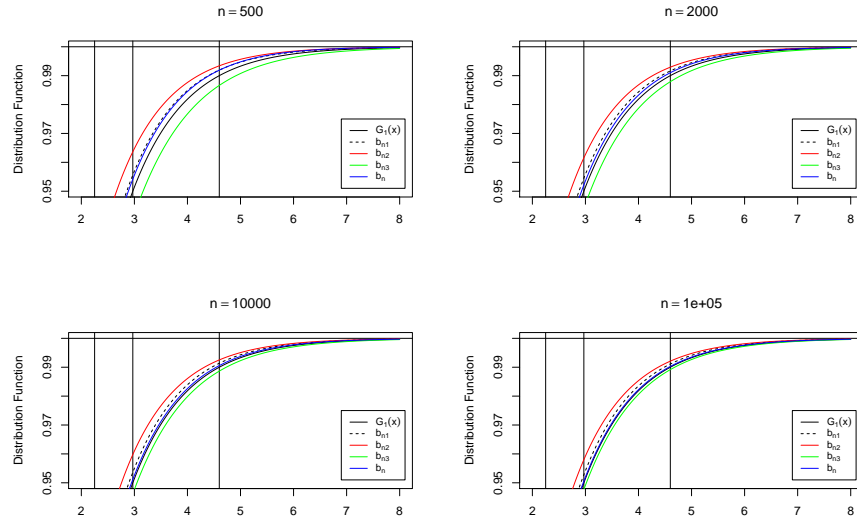 n = 500
Distribution Function
0.99
0.97
0.95
G1(x)
bn1
bn2
bn3
bn
2 3 4 5 6 7 8
n = 2000
Distribution Function
0.99
0.97
0.95
G1(x)
bn1
bn2
bn3
bn
2 3 4 5 6 7 8
n = 10000
Distribution Function
0.99
0.97
0.95
G1(x)
bn1
bn2
bn3
bn
2 3 4 5 6 7 8
n = 1e+05
Distribution Function
0.99
0.97
0.95
G1(x)
bn1
bn2
bn3
bn
2 3 4 5 6 7 8